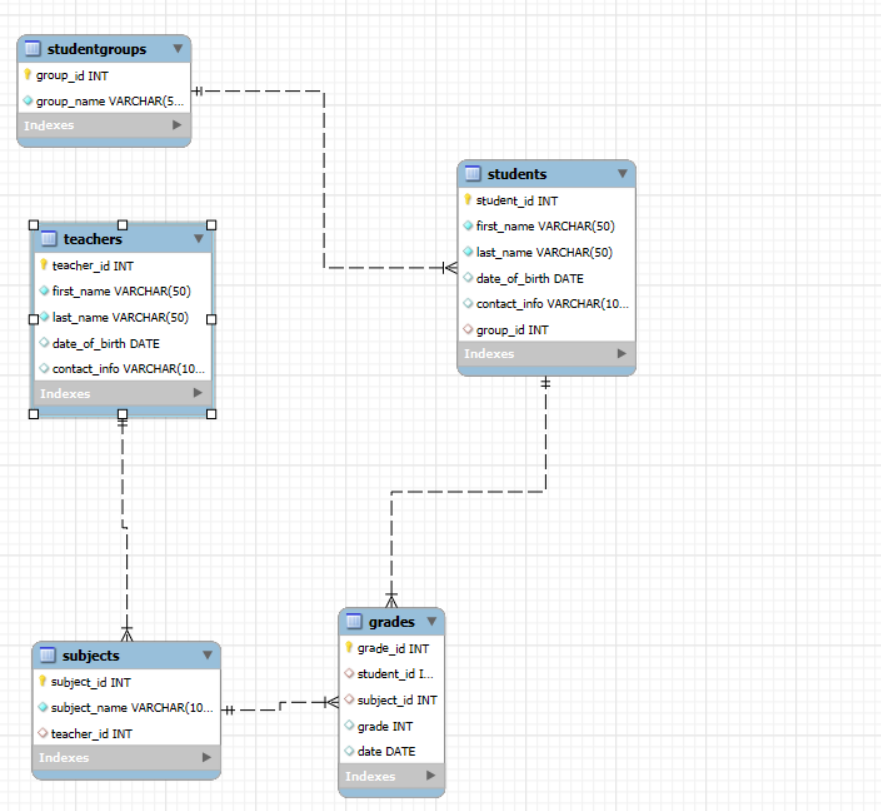 studentgroups
group_id INT
group_name VARCHAR(5...
Indexes
students
student_id INT
first_name VARCHAR(50)
last_name VARCHAR(50)
date_of_birth DATE
contact_info VARCHAR(10...
group_id INT
Indexes
teachers
teacher_id INT
first_name VARCHAR(50)
last_name VARCHAR(50)
date_of_birth DATE
contact_info VARCHAR(10...
Indexes
subjects
subject_id INT
subject_name VARCHAR(10...
teacher_id INT
Indexes
grades
grade_id INT
student_id I...
subject_id INT
grade INT
date DATE
Indexes